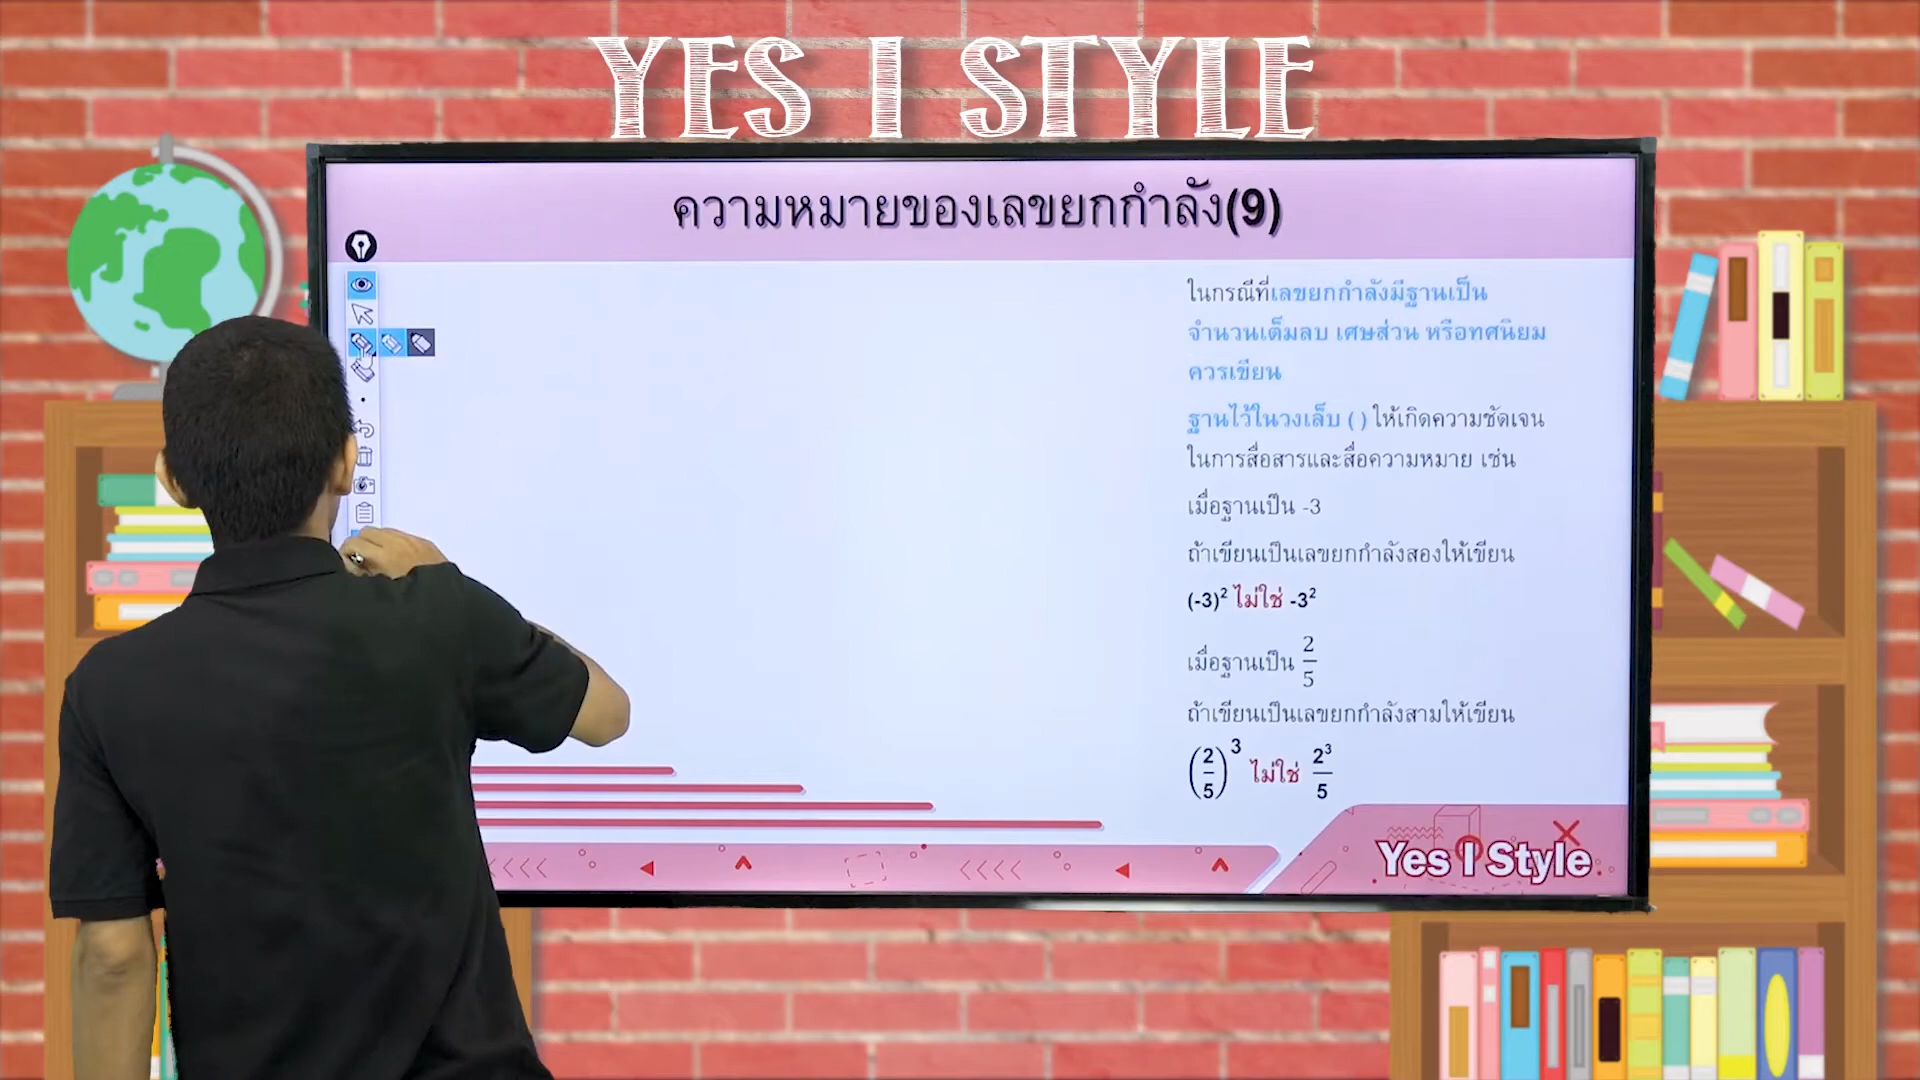 YES I STYLE
ความหมายของเลขยกกำลัง(9)
ในกรณีที่เลขยกกำลังมีฐานเป็น
จำนวนเต็มลบ เศษส่วน หรือทศนิยม
ควรเขียน
ฐานไว้ในวงเล็บ ( ) ให้เกิดความชัดเจน
ในการสื่อสารและสื่อความหมาย เช่น
เมื่อฐานเป็น -3
ถ้าเขียนเป็นเลขยกกำลังสองให้เขียน
(-3)² ไม่ใช่ -3²
เมื่อฐานเป็น 2/5
ถ้าเขียนเป็นเลขยกกำลังสามให้เขียน
(2/5)³ ไม่ใช่ 2³/5
Yes I Style